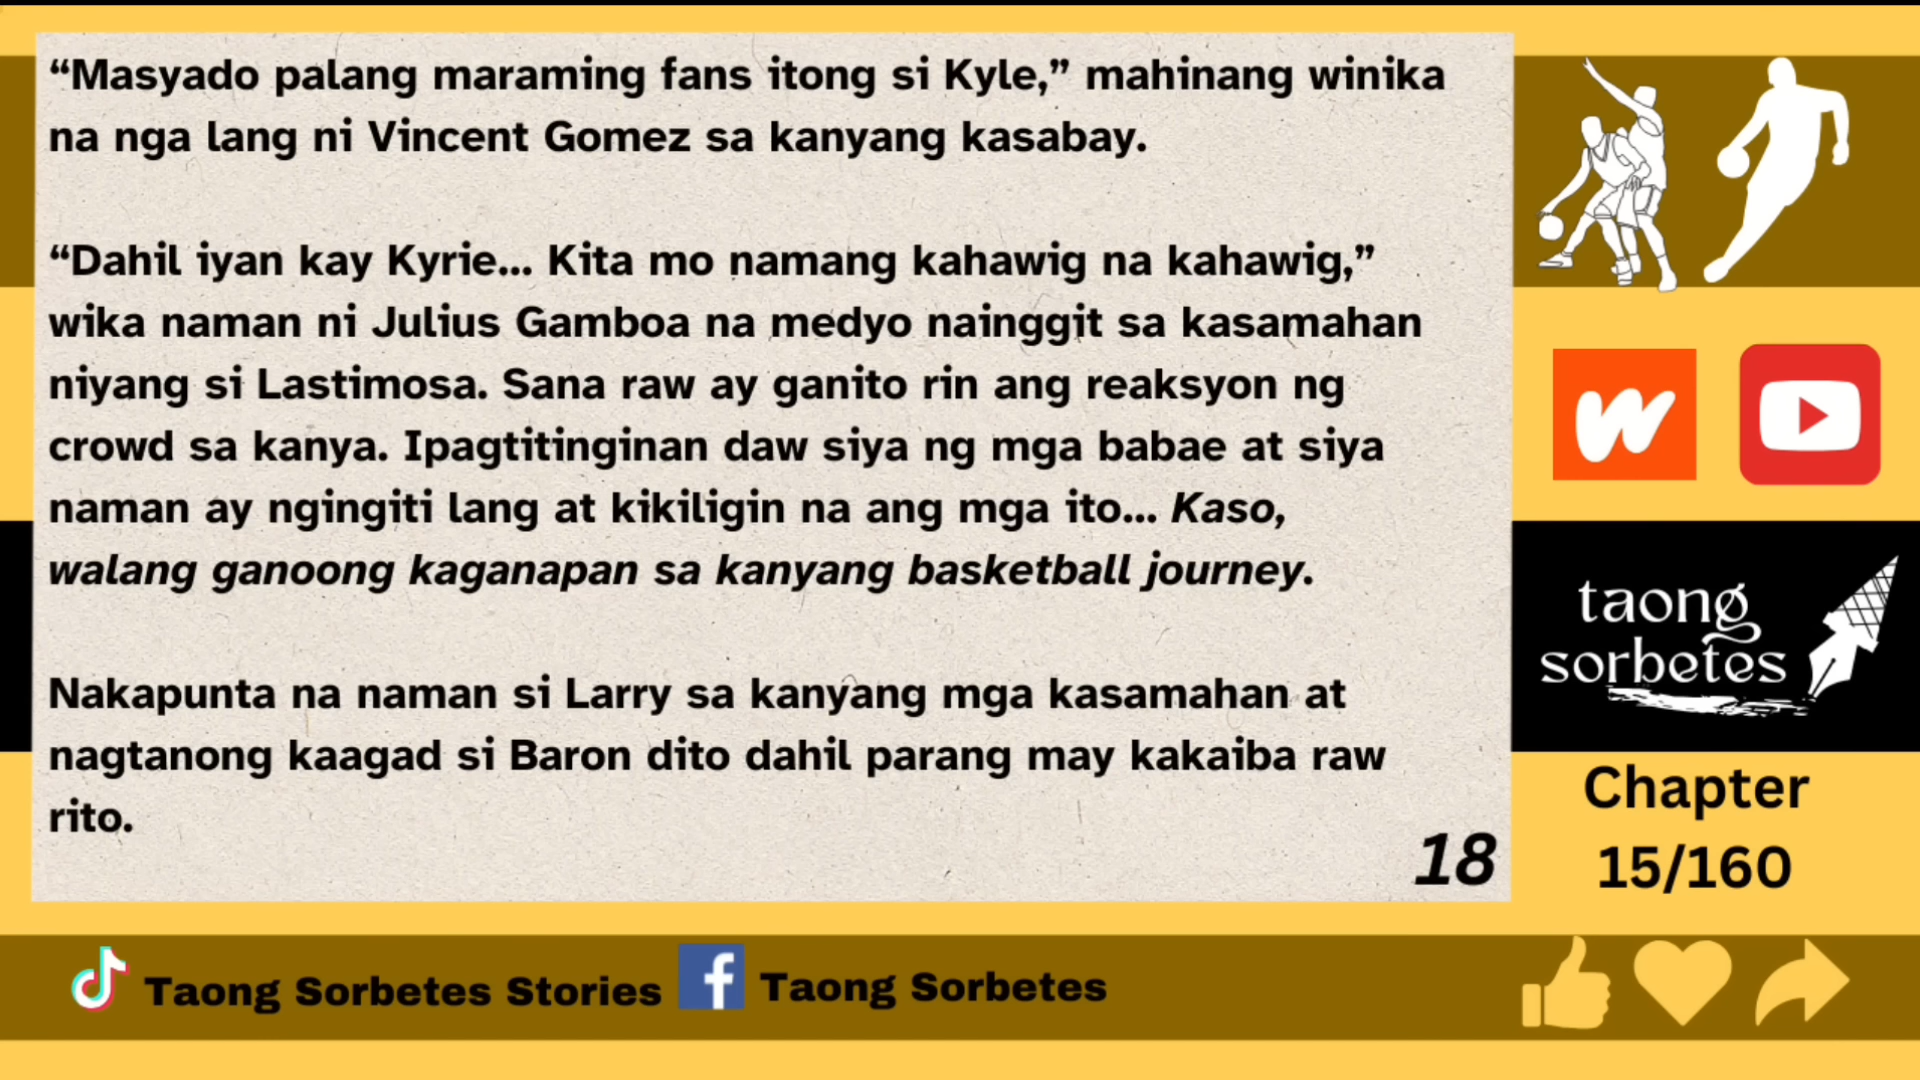 “Masyado palang maraming fans itong si Kyle,” mahinang winika
na nga lang ni Vincent Gomez sa kanyang kasabay.
“Dahil iyan kay Kyrie... Kita mo namang kahawig na kahawig,”
wika naman ni Julius Gamboa na medyo nainggit sa kasamahan
niyang si Lastimosa. Sana raw ay ganito rin ang reaksyon ng
crowd sa kanya. Ipagtitinginan daw siya ng mga babae at siya
naman ay ngingiti lang at kikiligin na ang mga ito... Kaso,
walang ganoong kaganapan sa kanyang basketball journey.
Nakapunta na naman si Larry sa kanyang mga kasamahan at
nagtanong kaagad si Baron dito dahil parang may kakaiba raw
rito.
18
taong
sorbetes
Chapter
15/160
Taong Sorbetes Stories
Taong Sorbetes